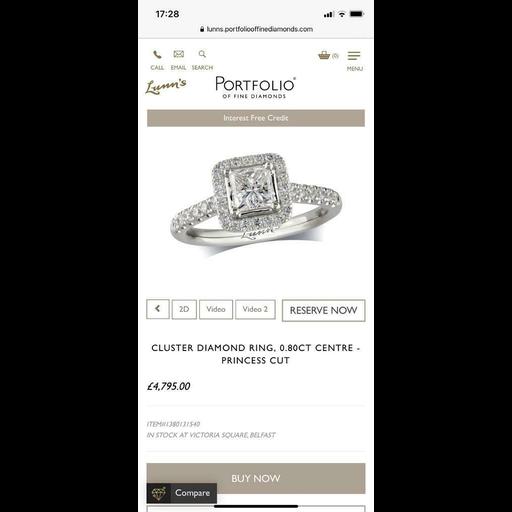 17:28
lunns.portfoliooffinediamonds.com
CALL EMAIL SEARCH
(0)
MENU
Lunn's
PORTFOLIO®
OF FINE DIAMONDS
Interest Free Credit
Lunn's
2D Video Video 2 RESERVE NOW
CLUSTER DIAMOND RING, 0.80CT CENTRE -
PRINCESS CUT
£4,795.00
ITEM#1380131540
IN STOCK AT VICTORIA SQUARE, BELFAST
BUY NOW
Compare